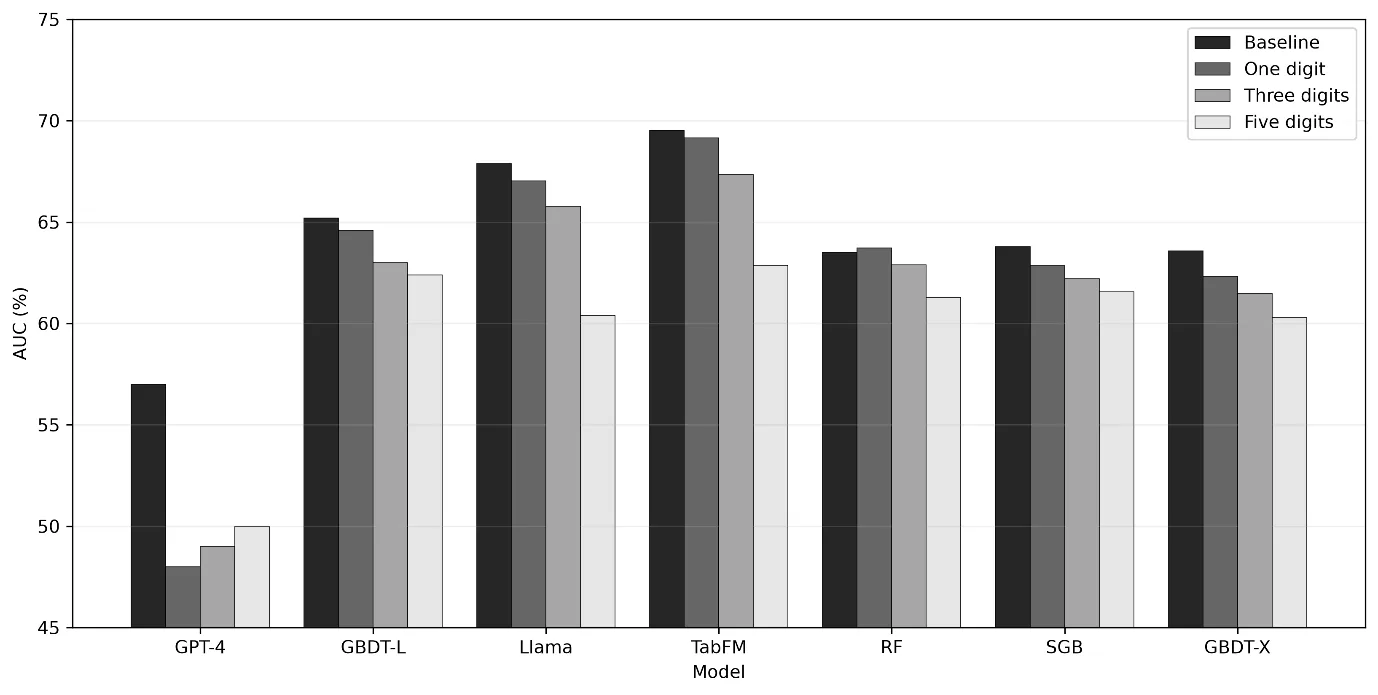 75
70
65
60
55
50
45
AUC (%)
Baseline
One digit
Three digits
Five digits
GPT-4 GBDT-L Llama TabFM RF SGB GBDT-X
Model